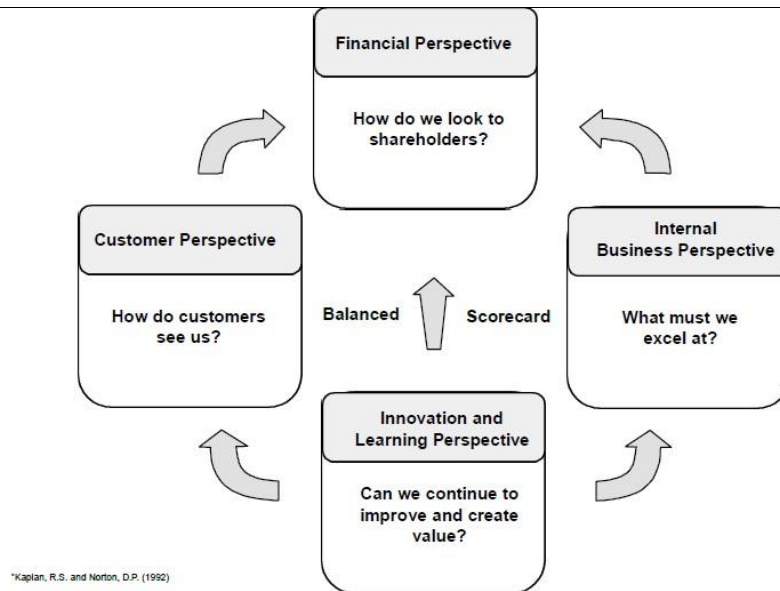 Financial Perspective
How do we look to
shareholders?
Customer Perspective
How do customers
see us?
Internal
Business Perspective
What must we
excel at?
Balanced
Scorecard
Innovation and
Learning Perspective
Can we continue to
improve and create
value?
*Kaplan, R.S. and Norton, D.P. (1992)